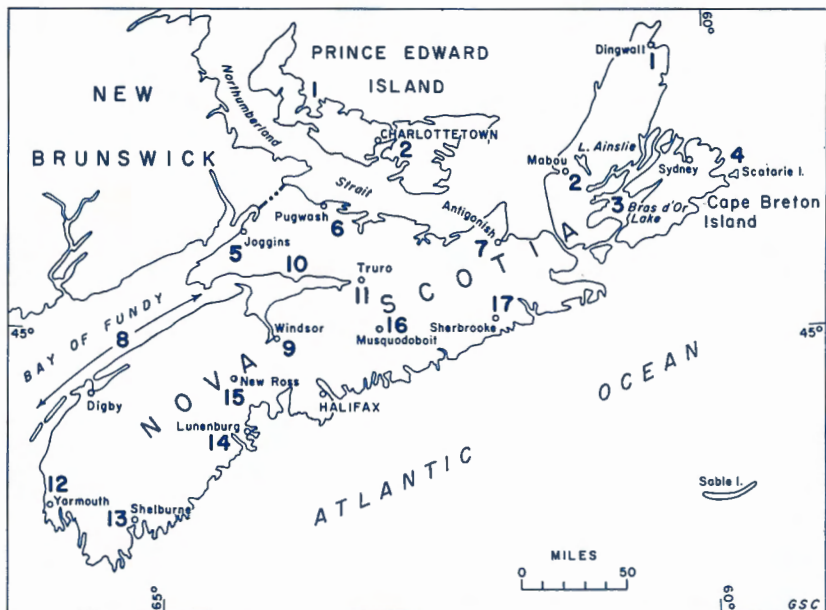 60°
PRINCE EDWARD
ISLAND
Dingwall
1
1
NEW
BRUNSWICK
Northumberland
Strait
CHARLOTTETOWN
2
Mabou
2
L. Ainslie
Sydney
4
Scatarie I.
3
Bras d'Or
Lake
Cape Breton
Island
Pugwash
6
Antigonish
7
5
Joggins
10
Truro
11
NOVA
SCOTIA
17
Sherbrooke
16
Musquodoboit
45°
45°
BAY OF FUNDY
8
Windsor
9
New Ross
15
Digby
HALIFAX
Lunenburg
14
ATLANTIC
OCEAN
Sable I.
12
Yarmouth
13
Shelburne
MILES
0
50
65°
60°
GSC